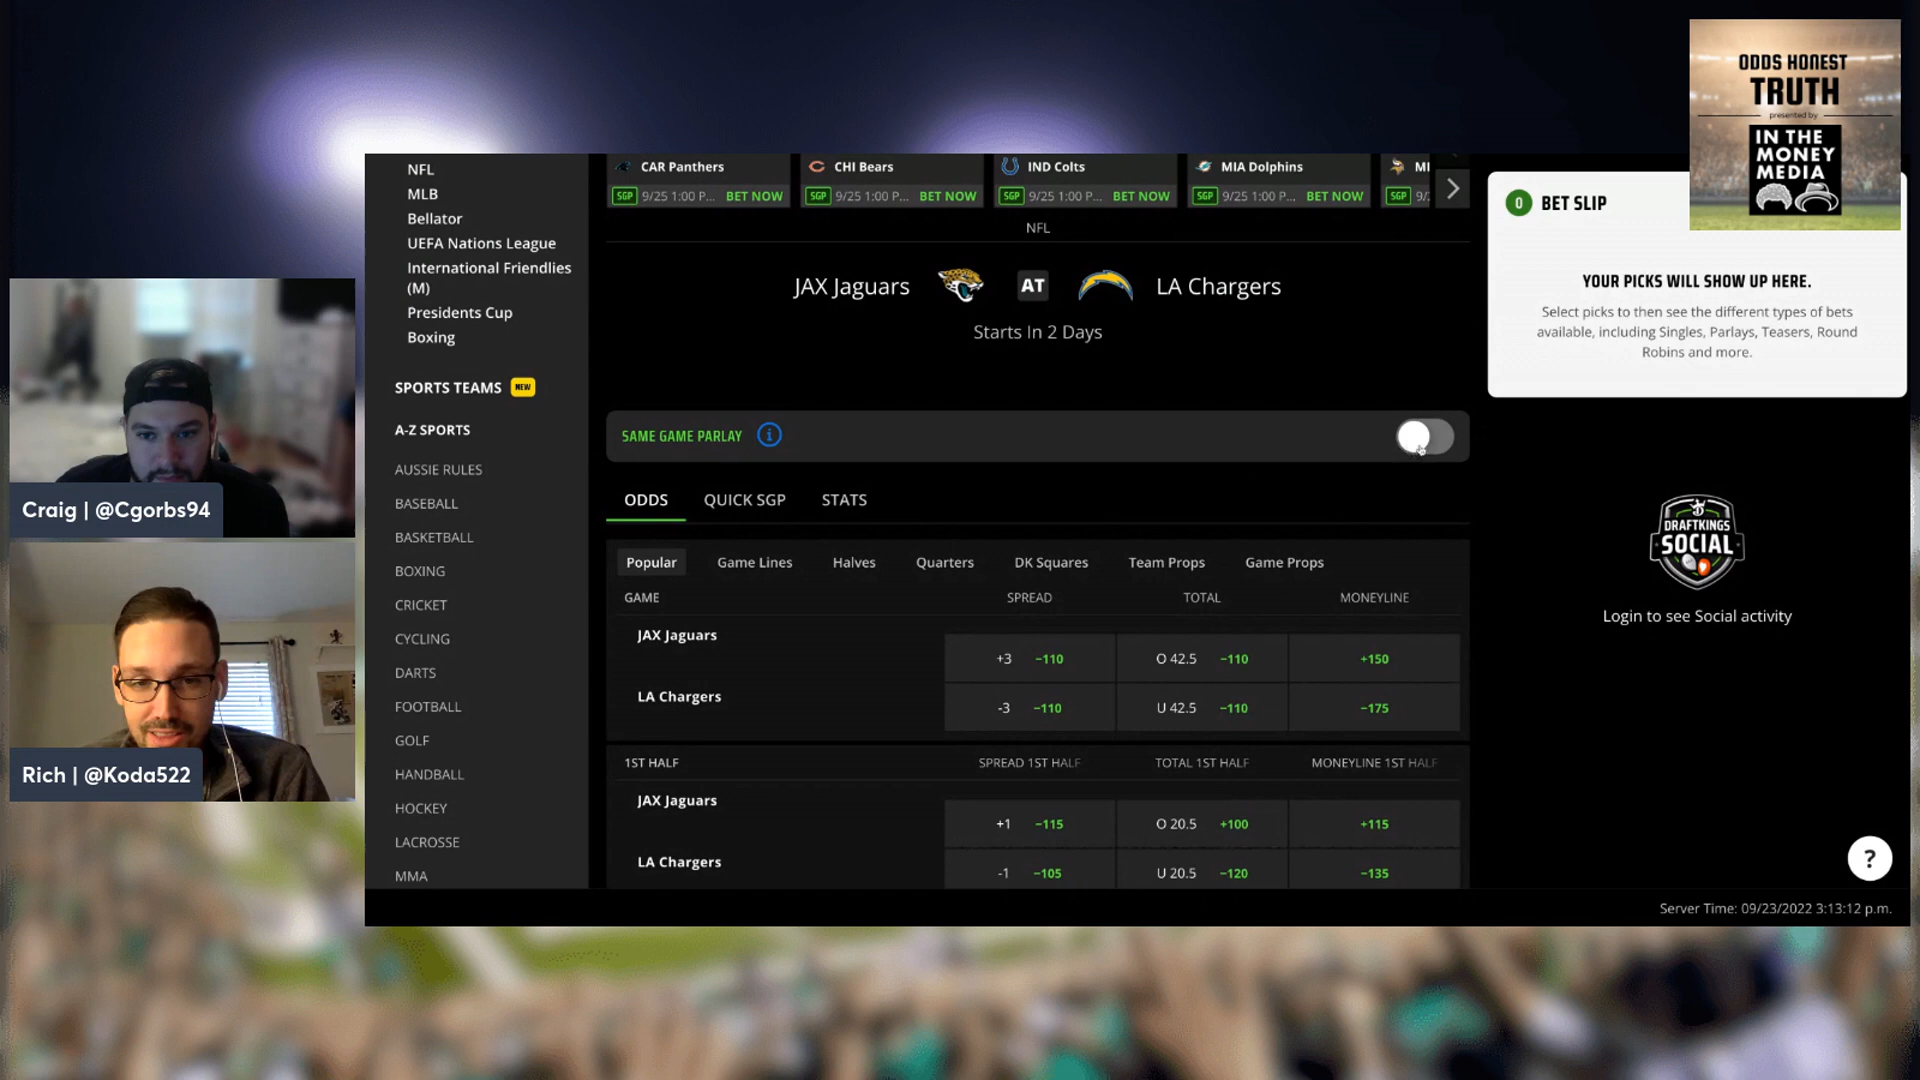 ODDS HONEST
TRUTH
presented by
IN THE
MONEY
MEDIA
NFL
MLB
Bellator
UEFA Nations League
International Friendlies
(M)
Presidents Cup
Boxing
SPORTS TEAMS NEW
A-Z SPORTS
AUSSIE RULES
BASEBALL
BASKETBALL
BOXING
CRICKET
CYCLING
DARTS
FOOTBALL
GOLF
HANDBALL
HOCKEY
LACROSSE
MMA
CAR Panthers CHI Bears IND Colts MIA Dolphins MI
SGP 9/25 1:00 P... BET NOW SGP 9/25 1:00 P... BET NOW SGP 9/25 1:00 P... BET NOW SGP 9/25 1:00 P... BET NOW SGP 9/
NFL
JAX Jaguars AT LA Chargers
Starts In 2 Days
SAME GAME PARLAY i
ODDS QUICK SGP STATS
Popular Game Lines Halves Quarters DK Squares Team Props Game Props
GAME SPREAD TOTAL MONEYLINE
JAX Jaguars
+3 −110 O 42.5 −110 +150
LA Chargers
-3 −110 U 42.5 −110 −175
1ST HALF SPREAD 1ST HALF TOTAL 1ST HALF MONEYLINE 1ST HALF
JAX Jaguars
+1 −115 O 20.5 +100 +115
LA Chargers
-1 −105 U 20.5 −120 −135
0 BET SLIP
YOUR PICKS WILL SHOW UP HERE.
Select picks to then see the different types of bets
available, including Singles, Parlays, Teasers, Round
Robins and more.
DRAFTKINGS
SOCIAL
Login to see Social activity
?
Server Time: 09/23/2022 3:13:12 p.m.
Craig | @Cgorbs94
Rich | @Koda522